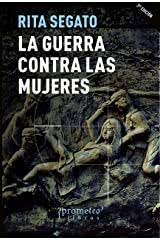 RITA SEGATO
LA GUERRA
CONTRA LAS
MUJERES
prometeo
libros